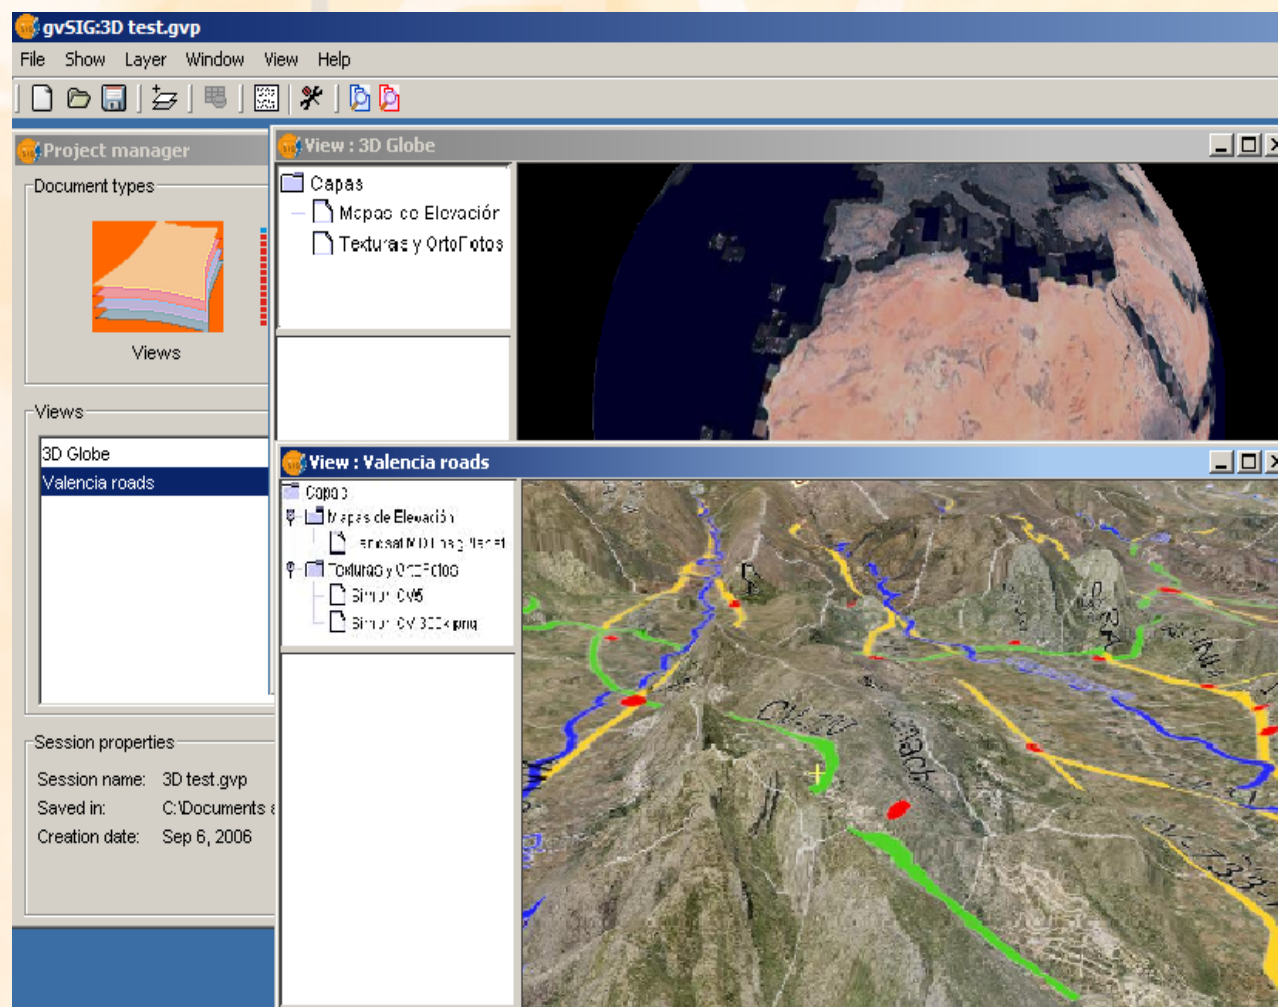 gvSIG:3D test.gvp
File Show Layer Window View Help
Project manager
Document types
Views
Views
3D Globe
Valencia roads
Session properties
Session name: 3D test.gvp
Saved in: C:\Documents
Creation date: Sep 6, 2006
View : 3D Globe
Capas
Mapas de Elevación
Texturas y OrtoFotos
View : Valencia roads
Capas
Mapas de Elevación
Texturas y OrtoFotos